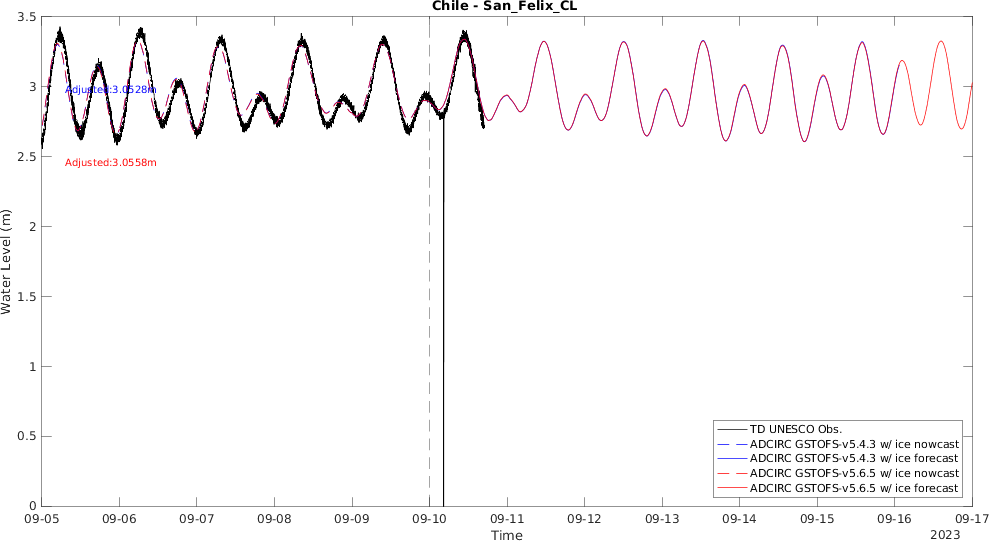 Chile - San_Felix_CL
3.5
3
2.5
2
1.5
1
0.5
0
Water Level (m)
Adjusted:3.0528m
Adjusted:3.0558m
TD UNESCO Obs.
ADCIRC GSTOFS-v5.4.3 w/ ice nowcast
ADCIRC GSTOFS-v5.4.3 w/ ice forecast
ADCIRC GSTOFS-v5.6.5 w/ ice nowcast
ADCIRC GSTOFS-v5.6.5 w/ ice forecast
09-05 09-06 09-07 09-08 09-09 09-10 09-11 09-12 09-13 09-14 09-15 09-16 09-17
Time
2023